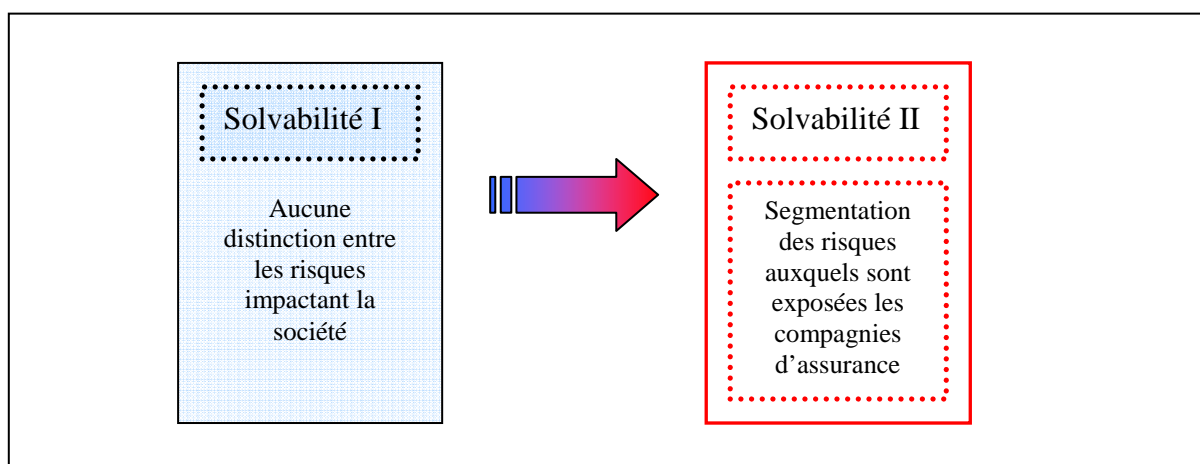 Solvabilité I
Aucune
distinction entre
les risques
impactant la
société
Solvabilité II
Segmentation
des risques
auxquels sont
exposées les
compagnies
d’assurance